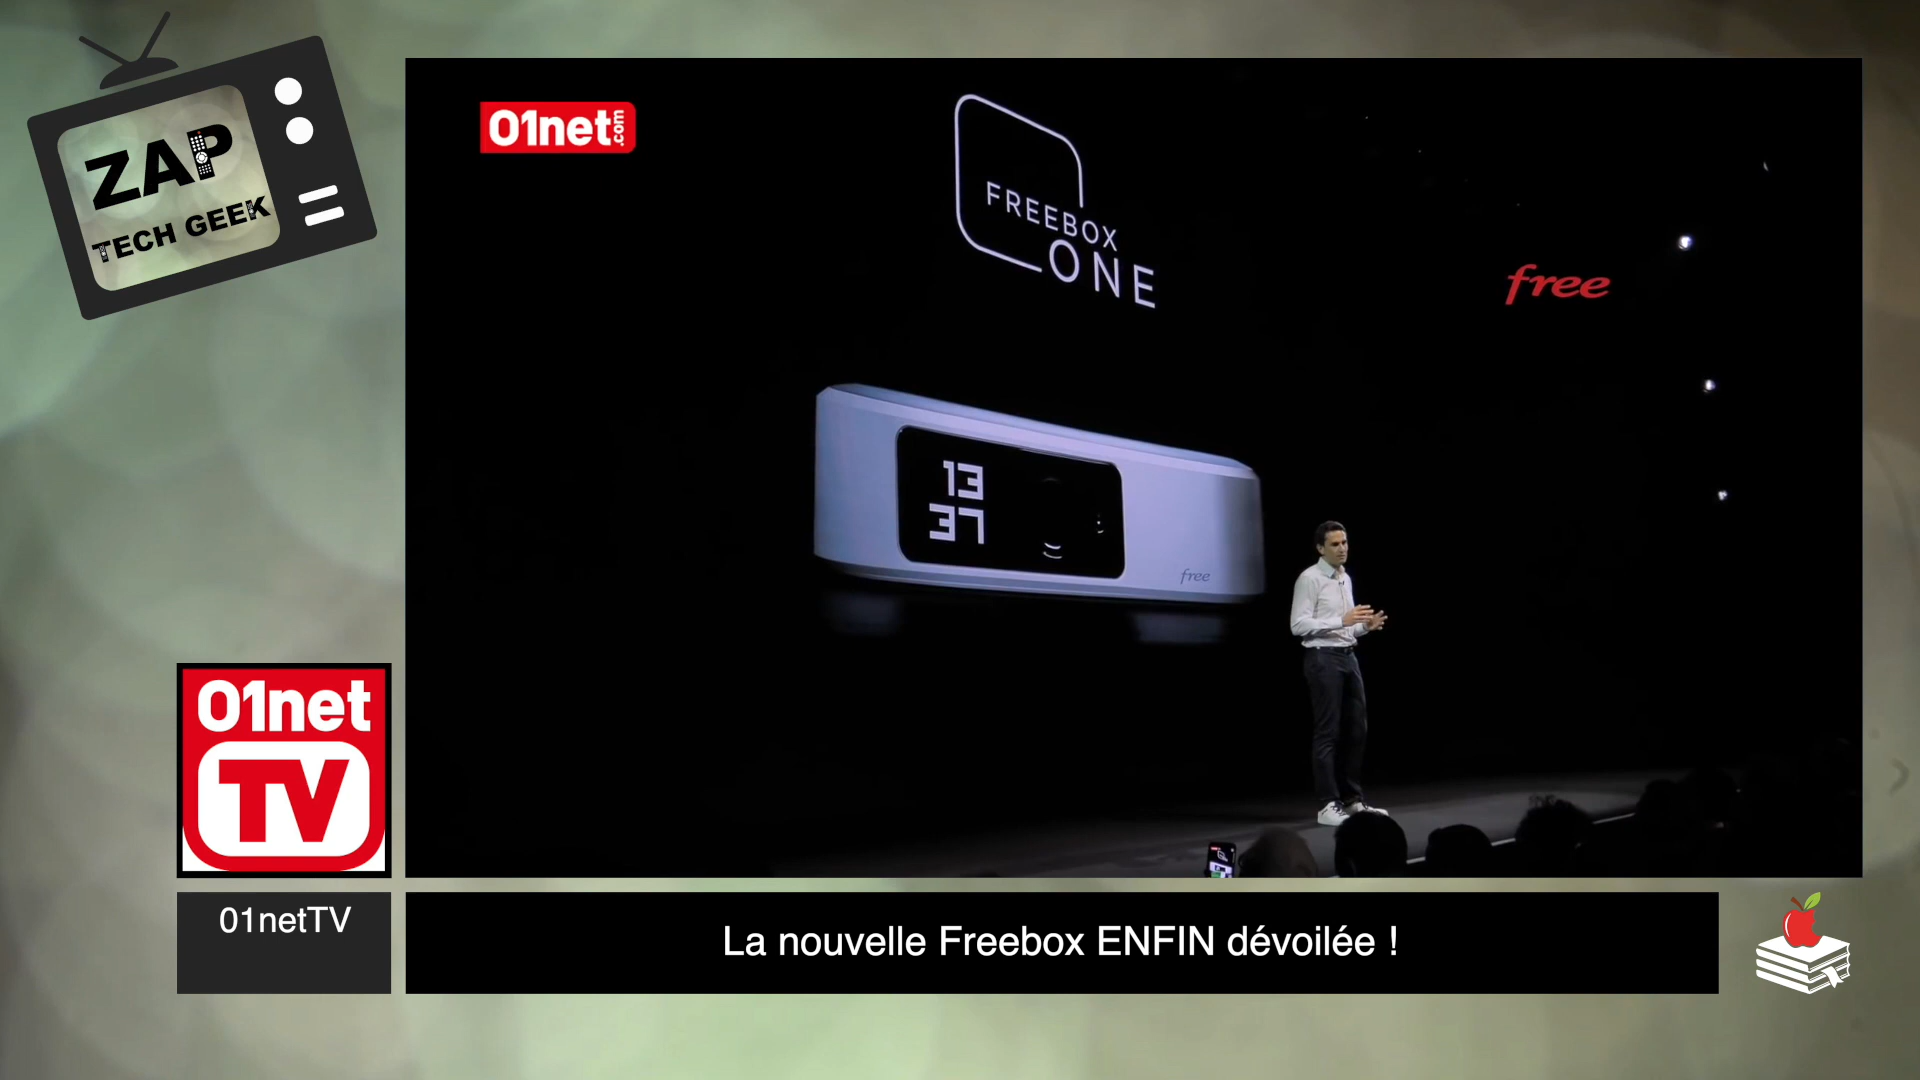 ZAP
TECH GEEK
01net.com
FREEBOX
ONE
free
13
37
free
01net
TV
01netTV
La nouvelle Freebox ENFIN dévoilée !